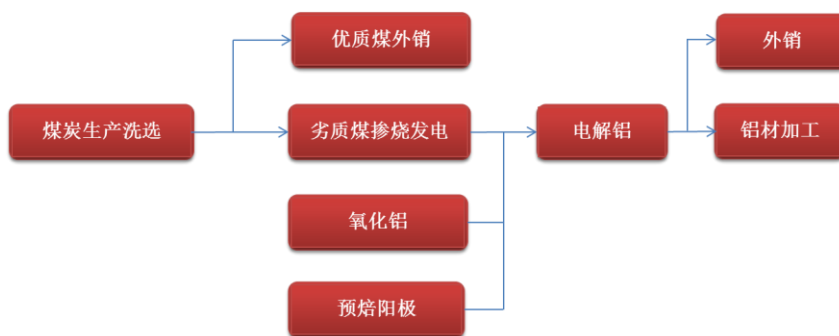 优质煤外销
外销
煤炭生产洗选
劣质煤掺烧发电
电解铝
铝材加工
氧化铝
预焙阳极